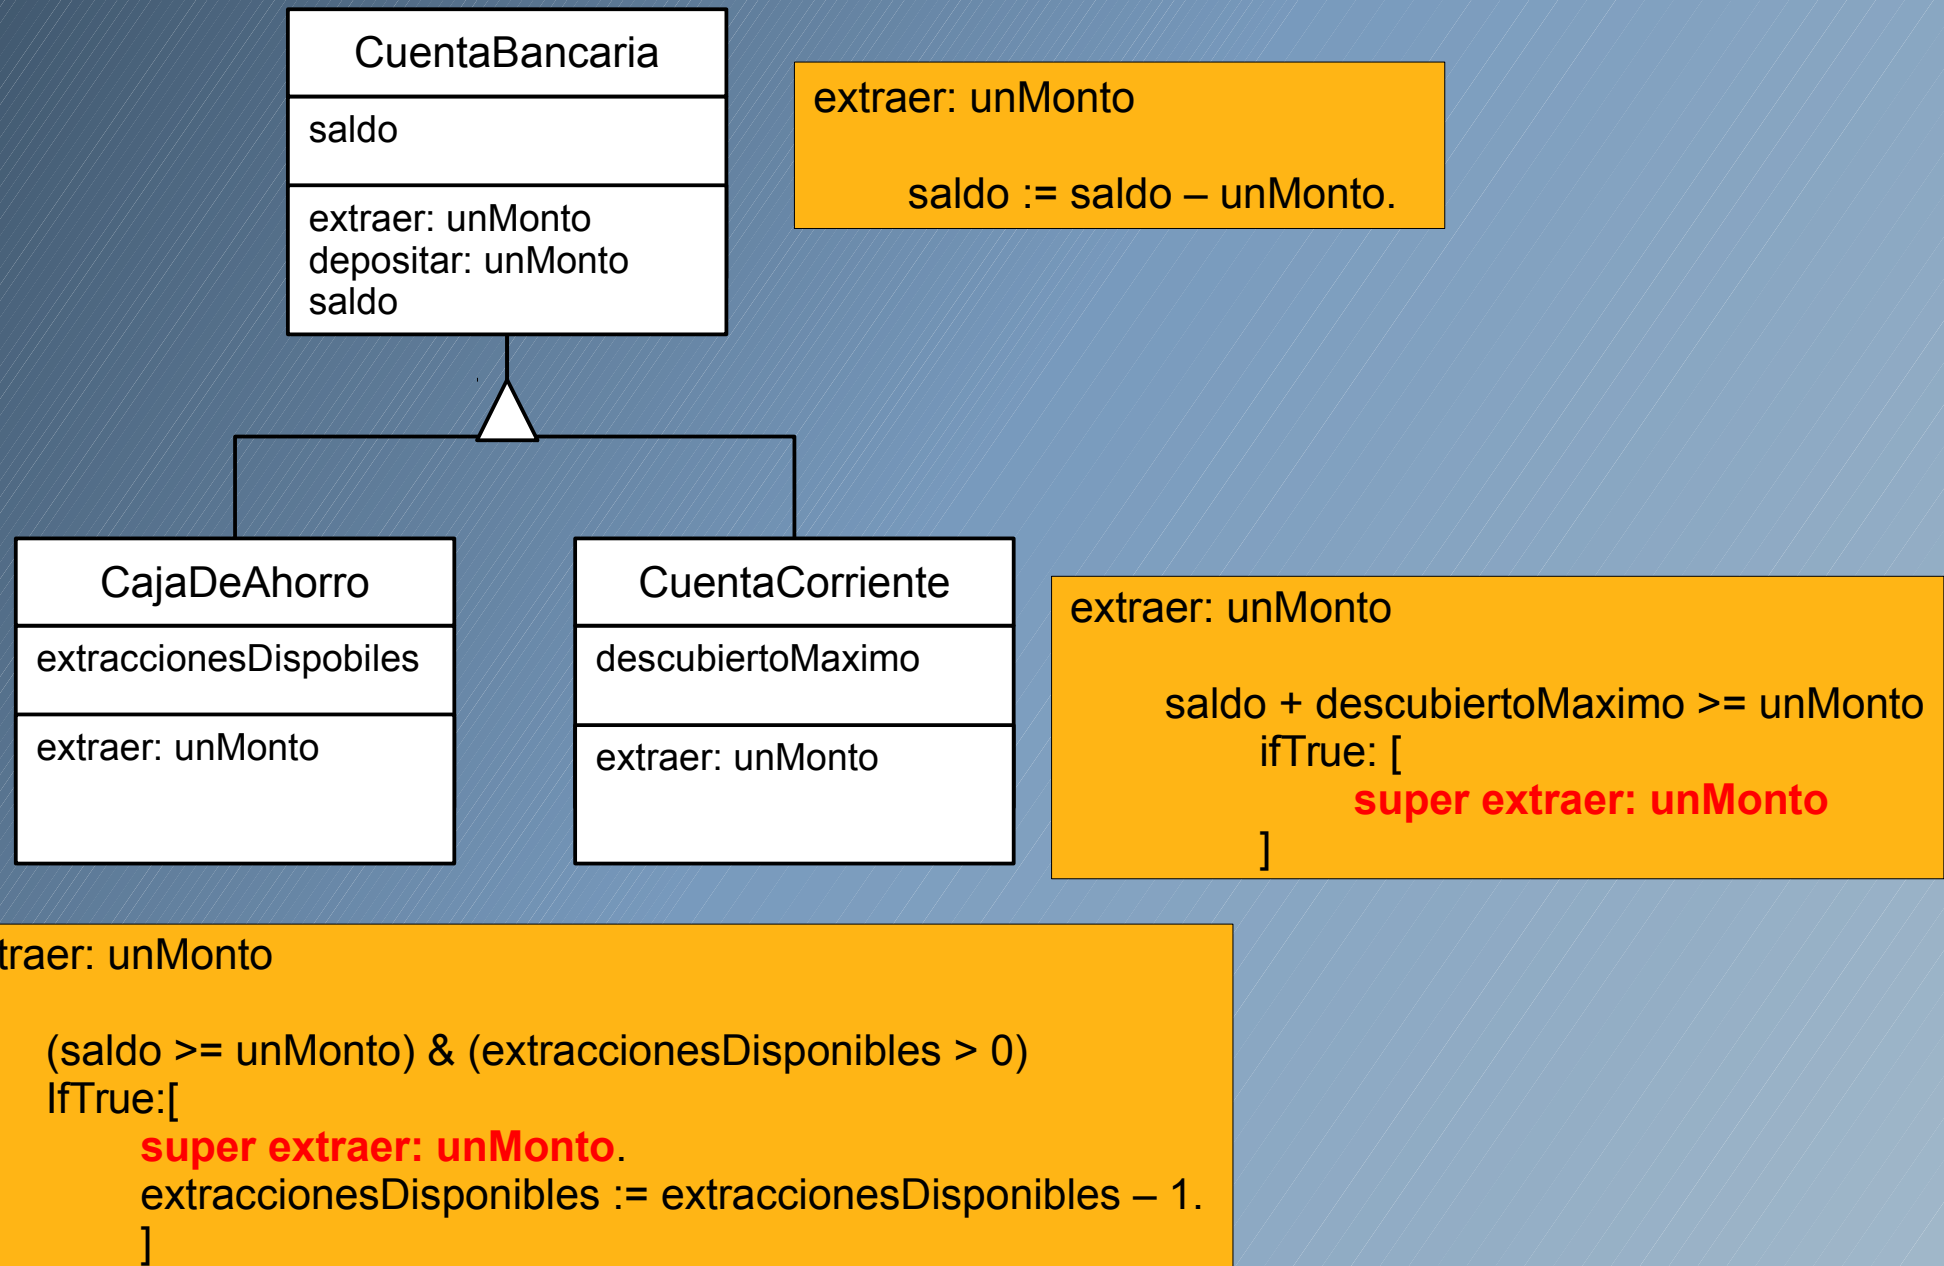 CuentaBancaria
saldo
extraer: unMonto
depositar: unMonto
saldo
extraer: unMonto
saldo := saldo – unMonto.
CajaDeAhorro
extraccionesDispobiles
extraer: unMonto
CuentaCorriente
descubiertoMaximo
extraer: unMonto
extraer: unMonto
saldo + descubiertoMaximo >= unMonto
ifTrue: [
super extraer: unMonto
]
traer: unMonto
(saldo >= unMonto) & (extraccionesDisponibles > 0)
IfTrue:[
super extraer: unMonto.
extraccionesDisponibles := extraccionesDisponibles – 1.
]